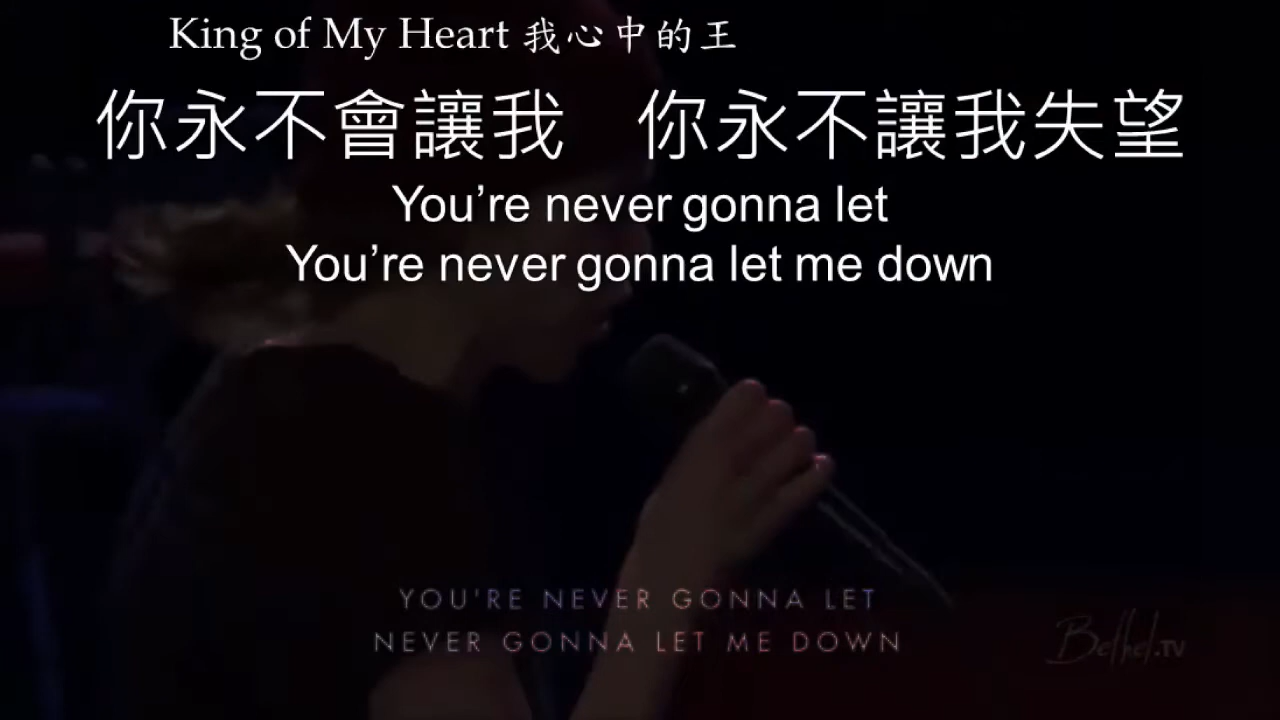 King of My Heart 我心中的王
你永不會讓我 你永不讓我失望
You're never gonna let
You're never gonna let me down
YOU'RE NEVER GONNA LET
NEVER GONNA LET ME DOWN
Bethel.TV